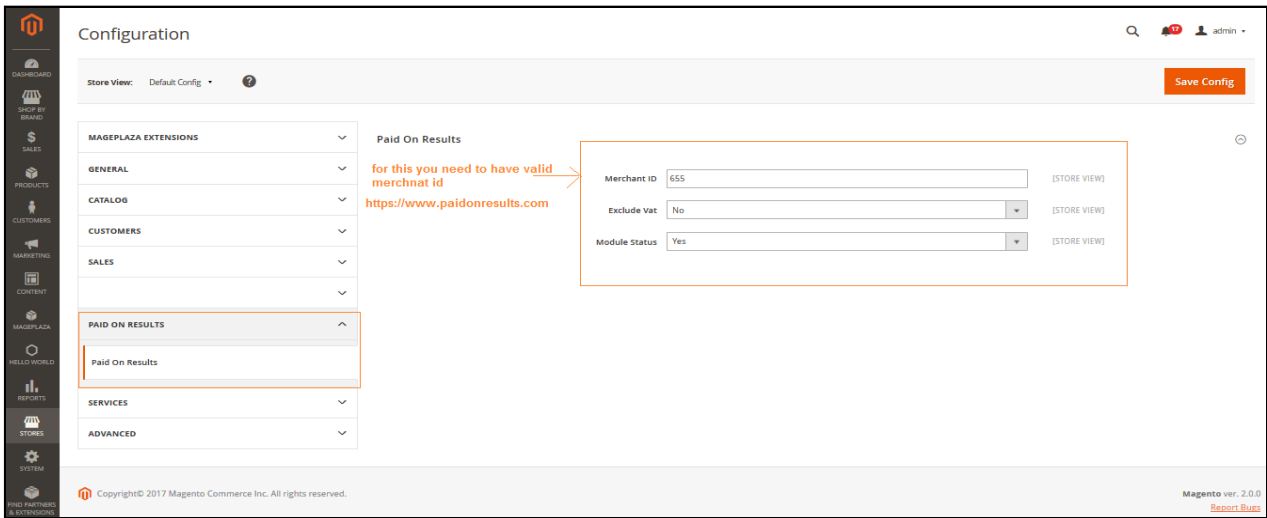 Configuration
17
admin
DASHBOARD
SHOP BY
BRAND
SALES
PRODUCTS
CUSTOMERS
MARKETING
CONTENT
MAGEPLAZA
HELLO WORLD
REPORTS
STORES
SYSTEM
FIND PARTNERS
& EXTENSIONS
Store View: Default Config ?
Save Config
MAGEPLAZA EXTENSIONS
GENERAL
CATALOG
CUSTOMERS
SALES
PAID ON RESULTS
Paid On Results
SERVICES
ADVANCED
Paid On Results
for this you need to have valid
merchnat id
https://www.paidonresults.com
Merchant ID 655 [STORE VIEW]
Exclude Vat No [STORE VIEW]
Module Status Yes [STORE VIEW]
Copyright© 2017 Magento Commerce Inc. All rights reserved.
Magento ver. 2.0.0
Report Bugs